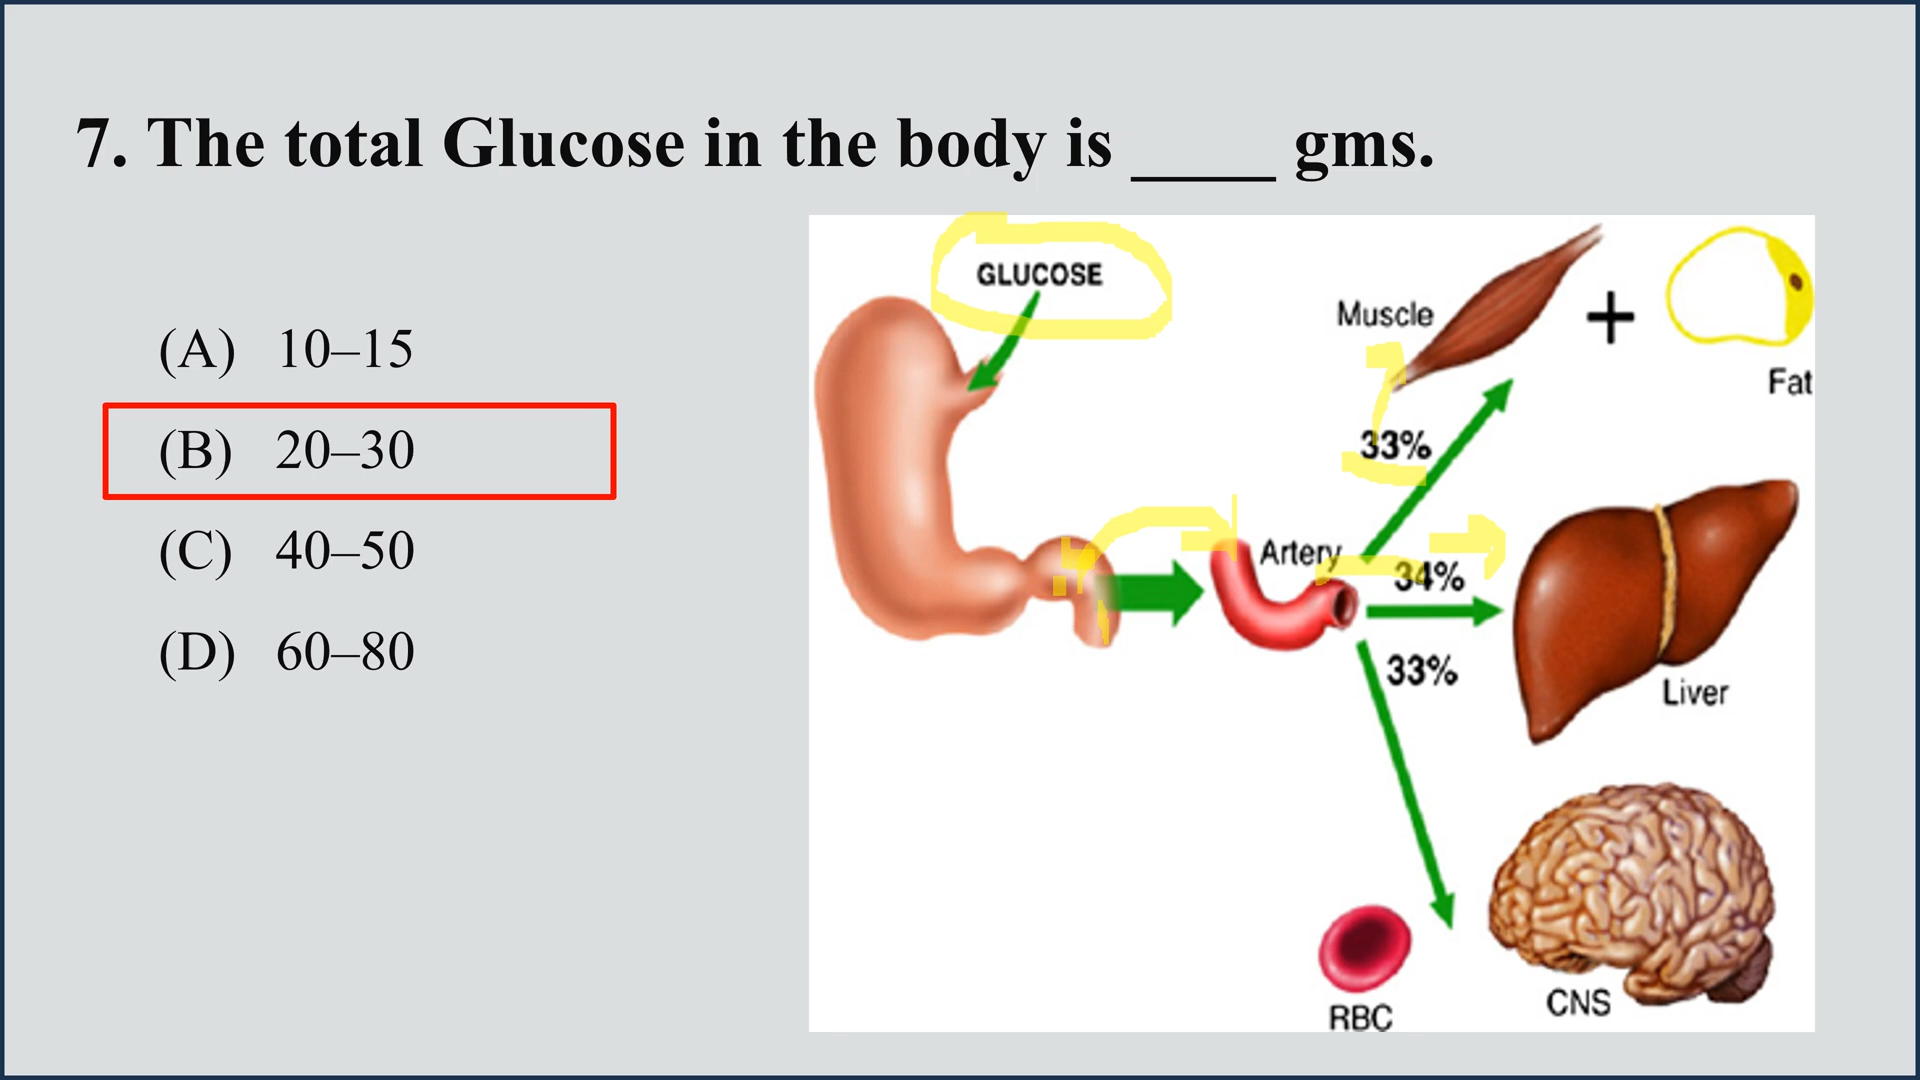 7. The total Glucose in the body is ____ gms.
(A) 10–15
(B) 20–30
(C) 40–50
(D) 60–80
GLUCOSE
Muscle
+
Fat
33%
Artery
34%
33%
Liver
RBC
CNS